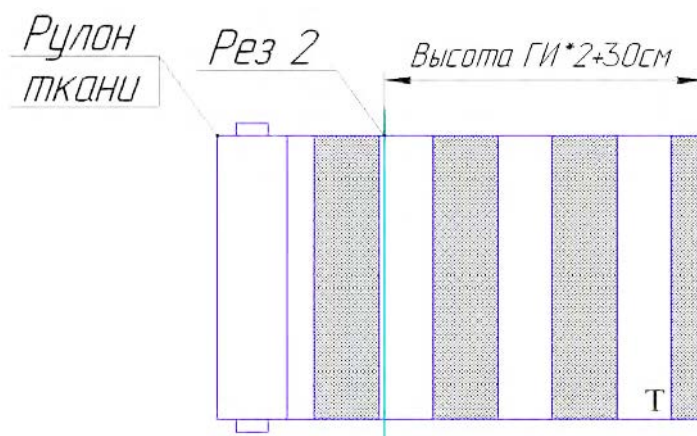 Рулон
ткани
Рез 2
Высота ГИ*2+30см
Т